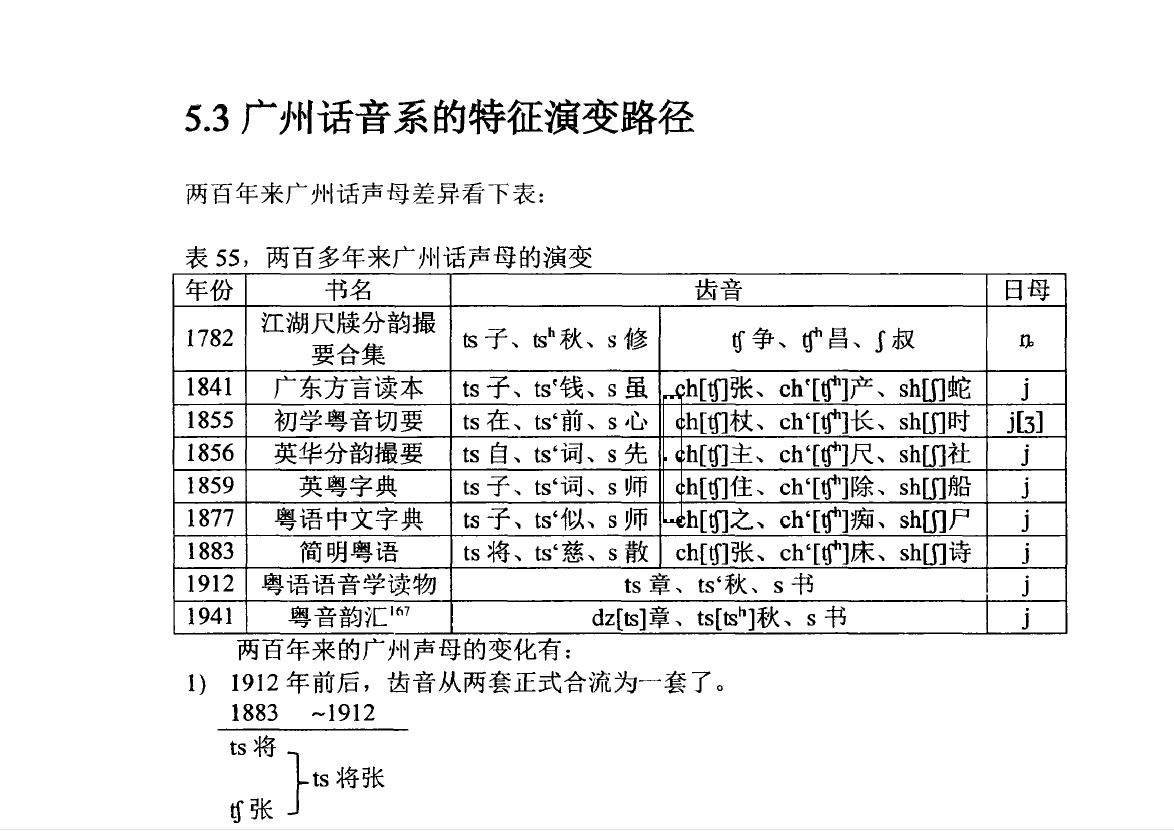 5.3 广州话音系的特征演变路径
两百年来广州话声母差异看下表：
表 55，两百多年来广州话声母的演变
年份 书名 齿音 日母
1782 江湖尺牍分韵撮要合集 ts 子、tsʰ秋、s 修 ʧ 争、ʧʰ昌、ʃ 叔 ȵ
1841 广东方言读本 ts 子、ts‘钱、s 虽 ch[ʧ]张、ch‘[ʧʰ]产、sh[ʃ]蛇 j
1855 初学粤音切要 ts 在、ts‘前、s 心 ch[ʧ]杖、ch‘[ʧʰ]长、sh[ʃ]时 j[ʒ]
1856 英华分韵撮要 ts 自、ts‘词、s 先 ch[ʧ]主、ch‘[ʧʰ]尺、sh[ʃ]社 j
1859 英粤字典 ts 子、ts‘词、s 师 ch[ʧ]住、ch‘[ʧʰ]除、sh[ʃ]船 j
1877 粤语中文字典 ts 子、ts‘似、s 师 ch[ʧ]之、ch‘[ʧʰ]痴、sh[ʃ]尸 j
1883 简明粤语 ts 将、ts‘慈、s 散 ch[ʧ]张、ch‘[ʧʰ]床、sh[ʃ]诗 j
1912 粤语语音学读物 ts 章、ts‘秋、s 书 j
1941 粤音韵汇167 dz[ts]章、ts[tsʰ]秋、s 书 j
两百年来的广州声母的变化有：
1) 1912 年前后，齿音从两套正式合流为一套了。
1883 ~1912
ts 将
ts 将张
ʧ 张